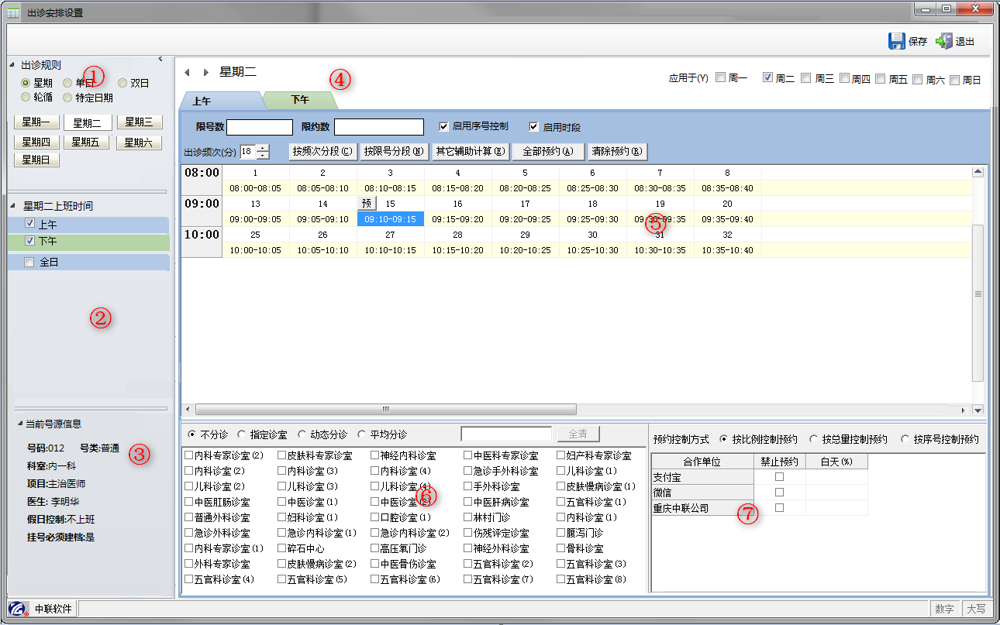 出诊安排设置
保存 退出
出诊规则
①
星期 单日 双日
轮循 特定日期
星期一 星期二 星期三
星期四 星期五 星期六
星期日
星期二上班时间
上午
下午
全日
②
当前号源信息
号码:012 号类:普通
③
科室:内一科
项目:主治医师
医生: 李明华
假日控制:不上班
挂号必须建档:是
星期二
④
应用于(Y) 周一 周二 周三 周四 周五 周六 周日
上午 下午
限号数 限约数 启用序号控制 启用时段
出诊频次(分) 18 按频次分段(C) 按限号分段(N) 其它辅助计算(E) 全部预约(A) 清除预约(R)
08:00 1 2 3 4 5 6 7 8
08:00-08:05 08:05-08:10 08:10-08:15 08:15-08:20 08:20-08:25 08:25-08:30 08:30-08:35 08:35-08:40
09:00 13 14 预 15 16 17 18 19 20
09:00-09:05 09:05-09:10 09:10-09:15 09:15-09:20 09:20-09:25 09:25-09:30 09:30-09:35 09:35-09:40
⑤
10:00 25 26 27 28 29 30 31 32
10:00-10:05 10:05-10:10 10:10-10:15 10:15-10:20 10:20-10:25 10:25-10:30 10:30-10:35 10:35-10:40
不分诊 指定诊室 动态分诊 平均分诊 全清
内科专家诊室(2) 皮肤科专家诊室 神经内科诊室 中医科专家诊室 妇产科专家诊室
内科诊室(2) 内科诊室(3) 内科诊室(4) 急诊手外科诊室 儿科诊室(1)
儿科诊室(2) 儿科诊室(3) 儿科诊室(4) 手外科诊室 皮肤慢病诊室(1)
⑥
中医肛肠诊室 中医诊室(1) 中医诊室(2) 中医肝病诊室 五官科诊室(1)
普通外科诊室 妇科诊室(1) 口腔诊室(1) 林村门诊 内科诊室(1)
急诊外科诊室 急诊内科诊室(1) 急诊内科诊室(2) 伤残评定诊室 腹泻门诊
内科专家诊室(1) 碎石中心 高压氧门诊 神经外科诊室 骨科诊室
外科专家诊室 皮肤慢病诊室(2) 中医骨伤诊室 五官科诊室(2) 五官科诊室(3)
五官科诊室(4) 五官科诊室(5) 五官科诊室(6) 五官科诊室(7) 五官科诊室(8)
预约控制方式 按比例控制预约 按总量控制预约 按序号控制预约
合作单位 禁止预约 白天(%)
支付宝
微信
重庆中联公司
⑦
中联软件 数字 大写